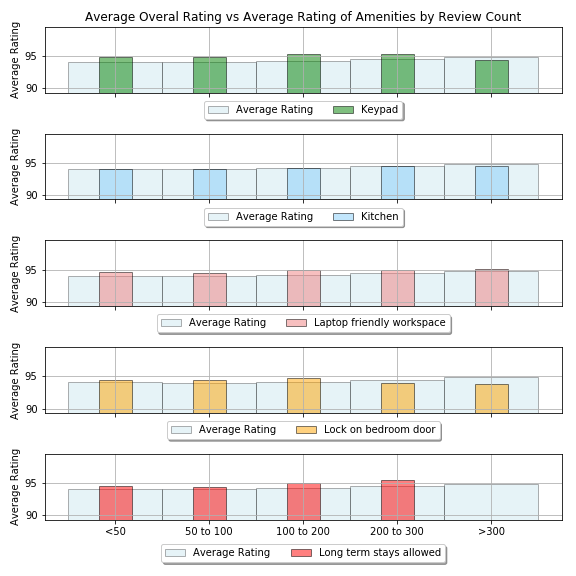 Average Overal Rating vs Average Rating of Amenities by Review Count
Average Rating
95
90
Average Rating Keypad
Average Rating
95
90
Average Rating Kitchen
Average Rating
95
90
Average Rating Laptop friendly workspace
Average Rating
95
90
Average Rating Lock on bedroom door
Average Rating
95
90
<50 50 to 100 100 to 200 200 to 300 >300
Average Rating Long term stays allowed